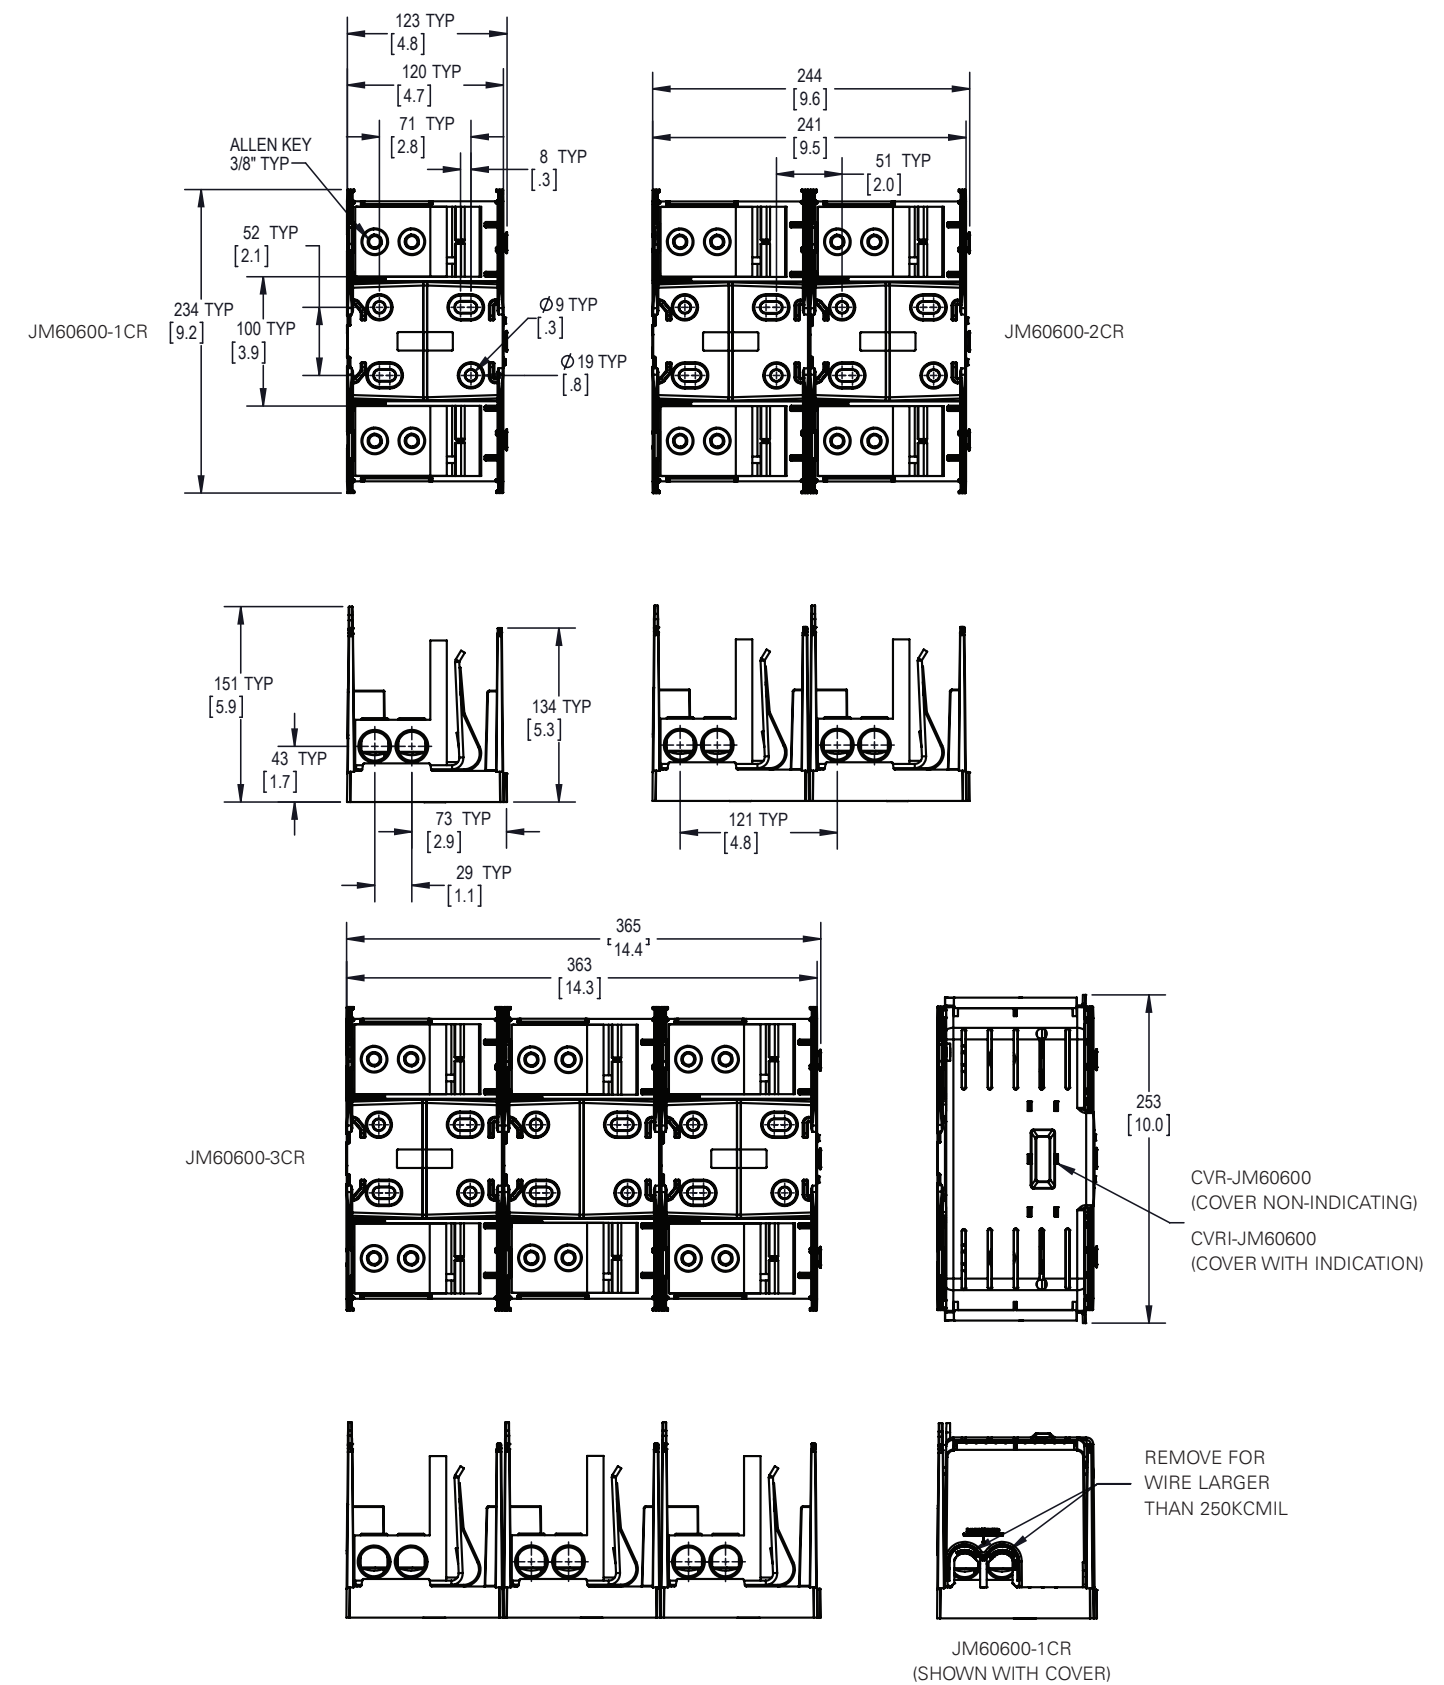 123 TYP
[4.8]
120 TYP
[4.7]
71 TYP
[2.8]
8 TYP
[.3]
ALLEN KEY
3/8" TYP
52 TYP
[2.1]
234 TYP
[9.2]
100 TYP
[3.9]
Ø9 TYP
[.3]
Ø19 TYP
[.8]
JM60600-1CR
244
[9.6]
241
[9.5]
51 TYP
[2.0]
JM60600-2CR
151 TYP
[5.9]
43 TYP
[1.7]
134 TYP
[5.3]
73 TYP
[2.9]
29 TYP
[1.1]
121 TYP
[4.8]
365
[14.4]
363
[14.3]
JM60600-3CR
253
[10.0]
CVR-JM60600
(COVER NON-INDICATING)
CVRI-JM60600
(COVER WITH INDICATION)
REMOVE FOR
WIRE LARGER
THAN 250KCMIL
JM60600-1CR
(SHOWN WITH COVER)